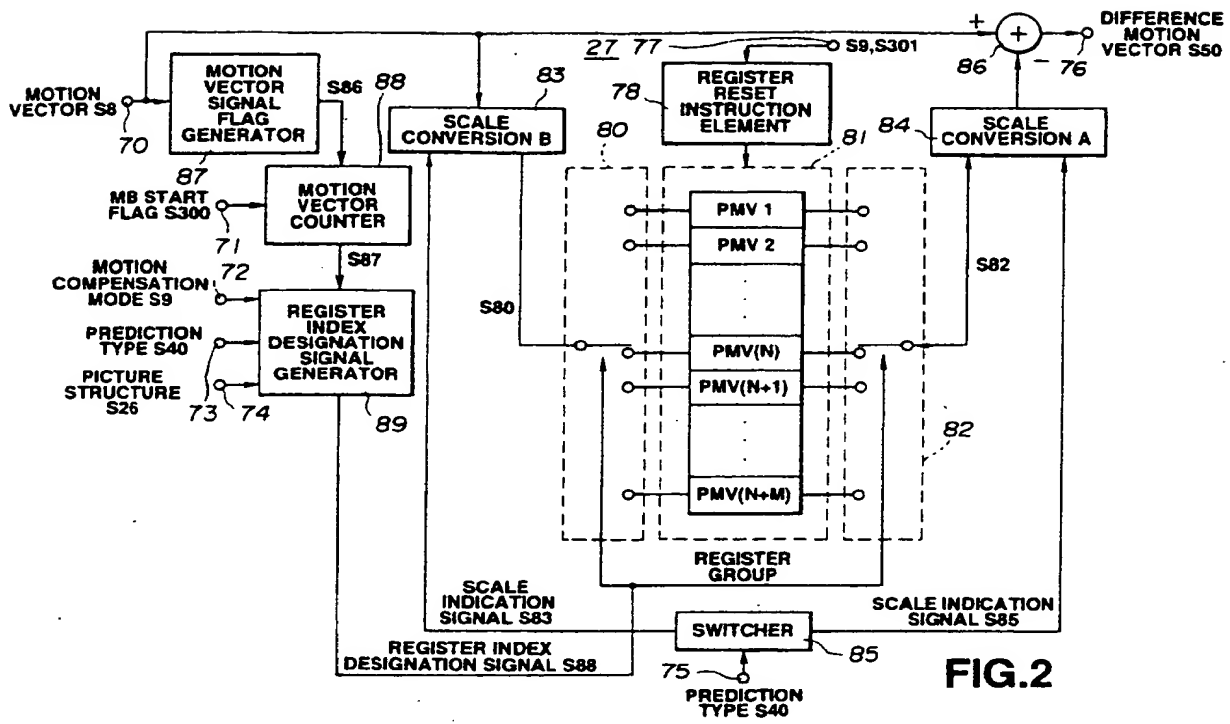 DIFFERENCE
MOTION
VECTOR S50
+
+
−
86
76
27
77
S9,S301
MOTION
VECTOR S8
70
MOTION
VECTOR
SIGNAL
FLAG
GENERATOR
87
S86
88
83
SCALE
CONVERSION B
78
REGISTER
RESET
INSTRUCTION
ELEMENT
84
SCALE
CONVERSION A
80
81
MB START
FLAG S300
71
MOTION
VECTOR
COUNTER
S87
PMV 1
PMV 2
PMV(N)
PMV(N+1)
PMV(N+M)
S82
S80
72
MOTION
COMPENSATION
MODE S9
PREDICTION
TYPE S40
PICTURE
STRUCTURE
S26
73
74
REGISTER
INDEX
DESIGNATION
SIGNAL
GENERATOR
89
82
REGISTER
GROUP
SCALE
INDICATION
SIGNAL S83
SCALE INDICATION
SIGNAL S85
SWITCHER
85
REGISTER INDEX
DESIGNATION SIGNAL S88
75
PREDICTION
TYPE S40
FIG.2